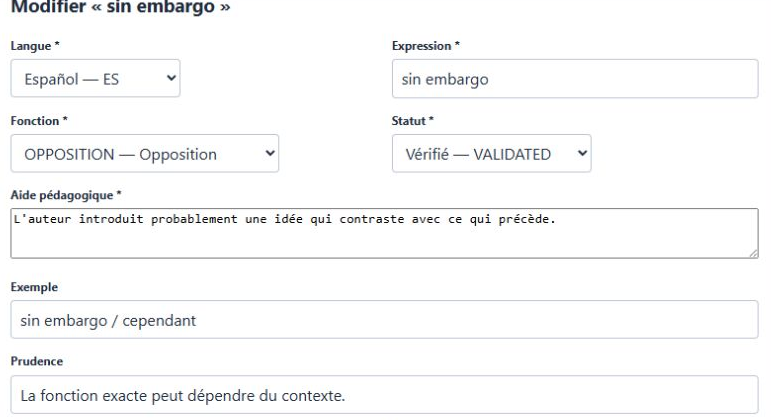 Modifier « sin embargo »
Langue *
Expression *
Español — ES
sin embargo
Fonction *
Statut *
OPPOSITION — Opposition
Vérifié — VALIDATED
Aide pédagogique *
L'auteur introduit probablement une idée qui contraste avec ce qui précède.
Exemple
sin embargo / cependant
Prudence
La fonction exacte peut dépendre du contexte.